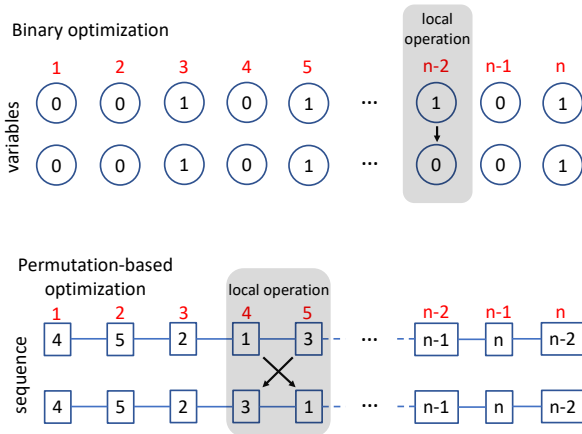 local
operation
Binary optimization
1 2 3 4 5 n-2 n-1 n
variables
0 0 1 0 1 ... 1 0 1
0 0 1 0 1 ... 0 0 1
Permutation-based
optimization
local operation
1 2 3 4 5 n-2 n-1 n
sequence
4 5 2 1 3 ... n-1 n n-2
4 5 2 3 1 ... n-1 n n-2